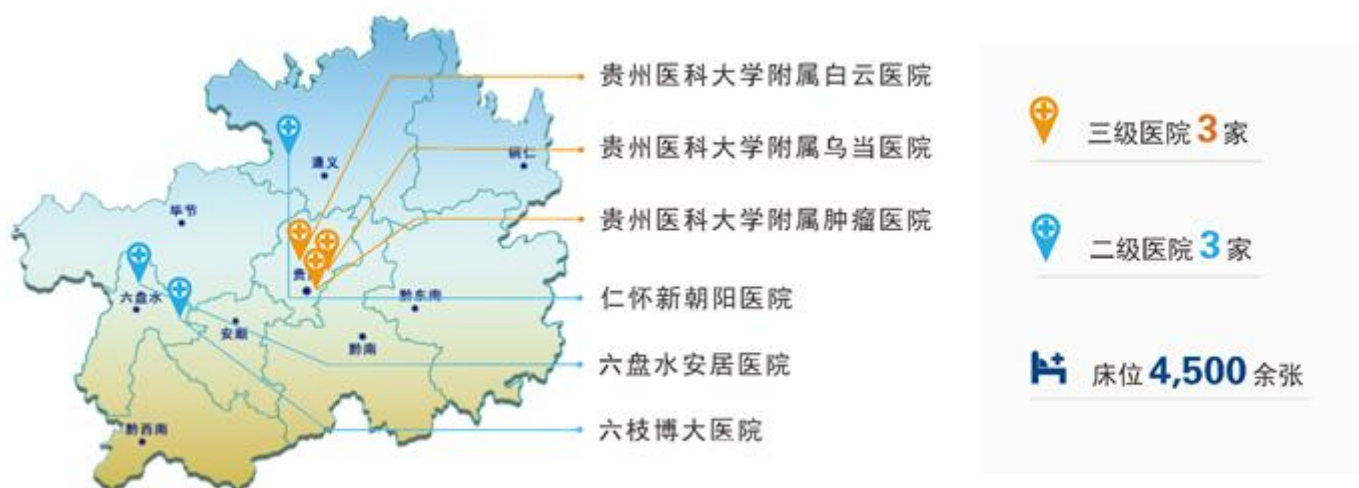 贵州医科大学附属白云医院
贵州医科大学附属乌当医院
贵州医科大学附属肿瘤医院
仁怀新朝阳医院
六盘水安居医院
六枝博大医院
遵义
铜仁
毕节
贵
六盘水
安顺
黔东南
黔南
黔西南
三级医院 3 家
二级医院 3 家
床位 4,500 余张